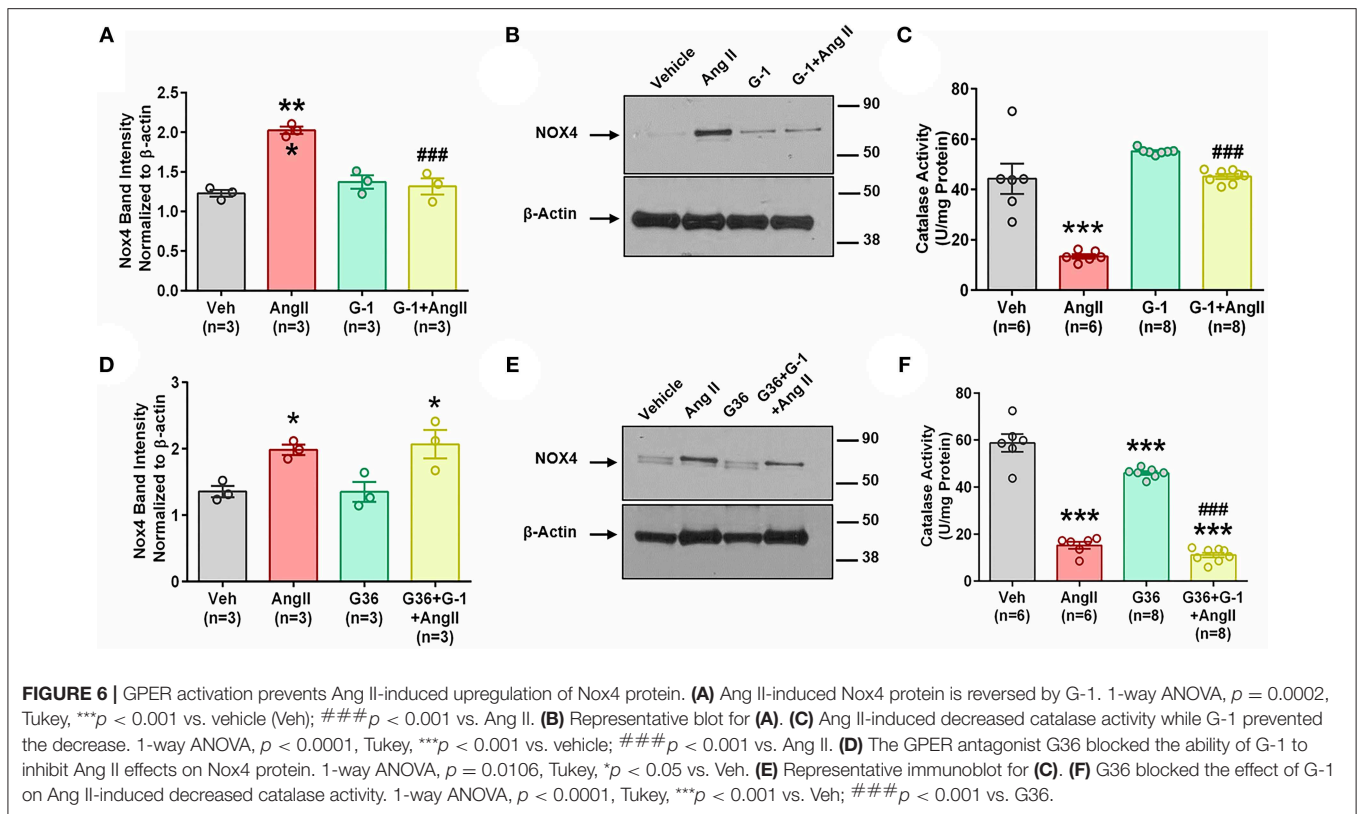 A
Nox4 Band Intensity
Normalized to β-actin
2.5
2.0
1.5
1.0
0.5
0.0
**
*
###
Veh
(n=3)
AngII
(n=3)
G-1
(n=3)
G-1+AngII
(n=3)
B
Vehicle
Ang II
G-1
G-1+Ang II
NOX4
β-Actin
90
50
50
38
C
Catalase Activity
(U/mg Protein)
80
60
40
20
0
***
###
Veh
(n=6)
AngII
(n=6)
G-1
(n=8)
G-1+AngII
(n=8)
D
Nox4 Band Intensity
Normalized to β-actin
3
2
1
0
*
*
Veh
(n=3)
AngII
(n=3)
G36
(n=3)
G36+G-1
+AngII
(n=3)
E
Vehicle
Ang II
G36
G36+G-1
+Ang II
NOX4
β-Actin
90
50
50
38
F
Catalase Activity
(U/mg Protein)
80
60
40
20
0
***
***
###
***
Veh
(n=6)
AngII
(n=6)
G36
(n=8)
G36+G-1
+AngII
(n=8)
FIGURE 6 | GPER activation prevents Ang II-induced upregulation of Nox4 protein. (A) Ang II-induced Nox4 protein is reversed by G-1. 1-way ANOVA, p = 0.0002,
Tukey, ***p < 0.001 vs. vehicle (Veh); ###p < 0.001 vs. Ang II. (B) Representative blot for (A). (C) Ang II-induced decreased catalase activity while G-1 prevented
the decrease. 1-way ANOVA, p < 0.0001, Tukey, ***p < 0.001 vs. vehicle; ###p < 0.001 vs. Ang II. (D) The GPER antagonist G36 blocked the ability of G-1 to
inhibit Ang II effects on Nox4 protein. 1-way ANOVA, p = 0.0106, Tukey, *p < 0.05 vs. Veh. (E) Representative immunoblot for (C). (F) G36 blocked the effect of G-1
on Ang II-induced decreased catalase activity. 1-way ANOVA, p < 0.0001, Tukey, ***p < 0.001 vs. Veh; ###p < 0.001 vs. G36.